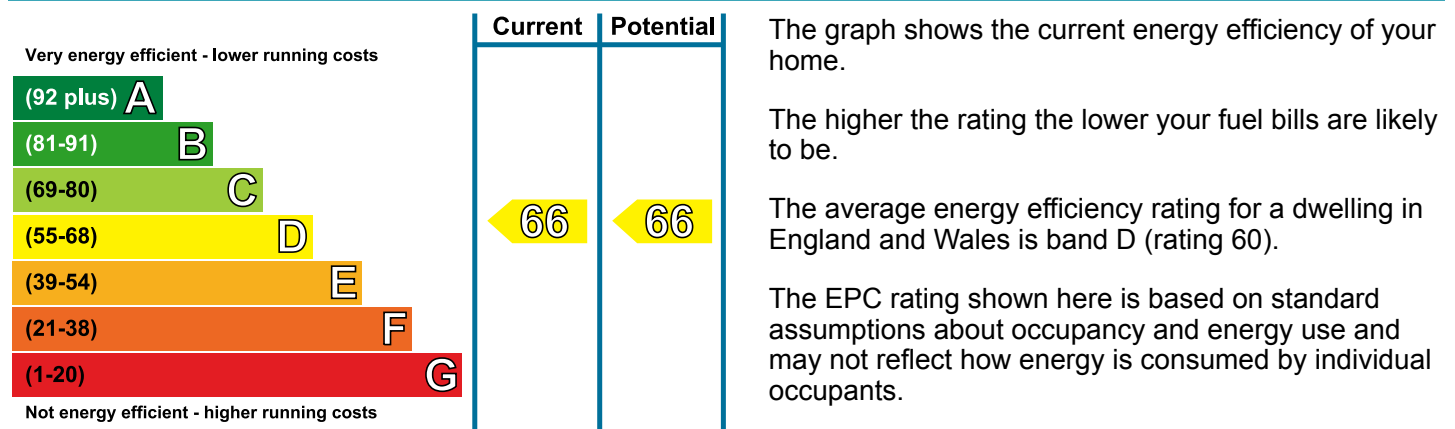 Current Potential
Very energy efficient - lower running costs
(92 plus) A
(81-91) B
(69-80) C
(55-68) D
66 66
(39-54) E
(21-38) F
(1-20) G
Not energy efficient - higher running costs
The graph shows the current energy efficiency of your
home.
The higher the rating the lower your fuel bills are likely
to be.
The average energy efficiency rating for a dwelling in
England and Wales is band D (rating 60).
The EPC rating shown here is based on standard
assumptions about occupancy and energy use and
may not reflect how energy is consumed by individual
occupants.